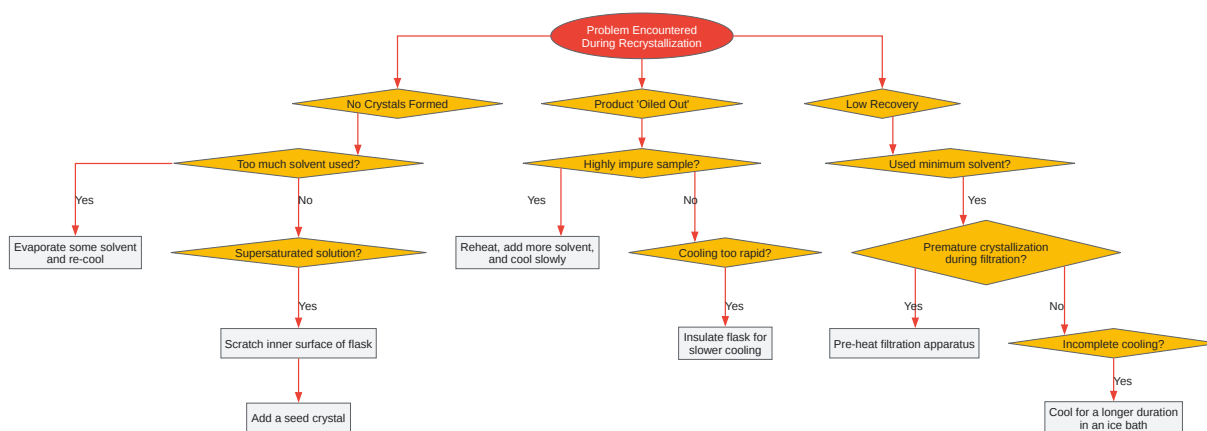 Problem Encountered
During Recrystallization
No Crystals Formed
Product 'Oiled Out'
Low Recovery
Too much solvent used?
Highly impure sample?
Used minimum solvent?
Yes
No
Yes
No
Yes
Evaporate some solvent
and re-cool
Supersaturated solution?
Reheat, add more solvent,
and cool slowly
Cooling too rapid?
Premature crystallization
during filtration?
Yes
Yes
Yes
No
Scratch inner surface of flask
Insulate flask for
slower cooling
Pre-heat filtration apparatus
Incomplete cooling?
Yes
Add a seed crystal
Cool for a longer duration
in an ice bath